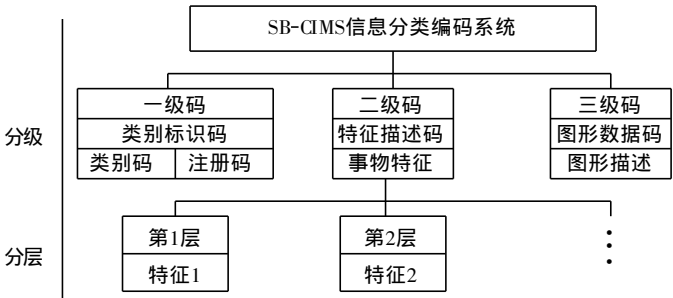 SB-CIMS信息分类编码系统
分级
一级码 二级码 三级码
类别标识码 特征描述码 图形数据码
类别码 注册码 事物特征 图形描述
分层
第1层 第2层
特征1 特征2